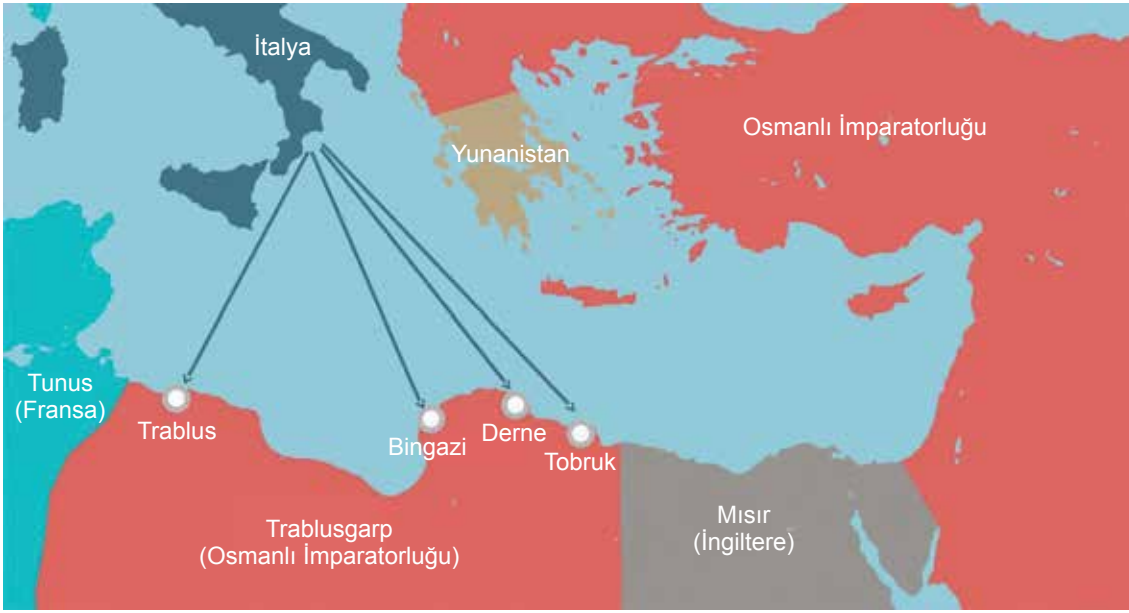 İtalya
Osmanlı İmparatorluğu
Yunanistan
Tunus
(Fransa)
Trablus
Bingazi
Derne
Tobruk
Trablusgarp
(Osmanlı İmparatorluğu)
Mısır
(İngiltere)